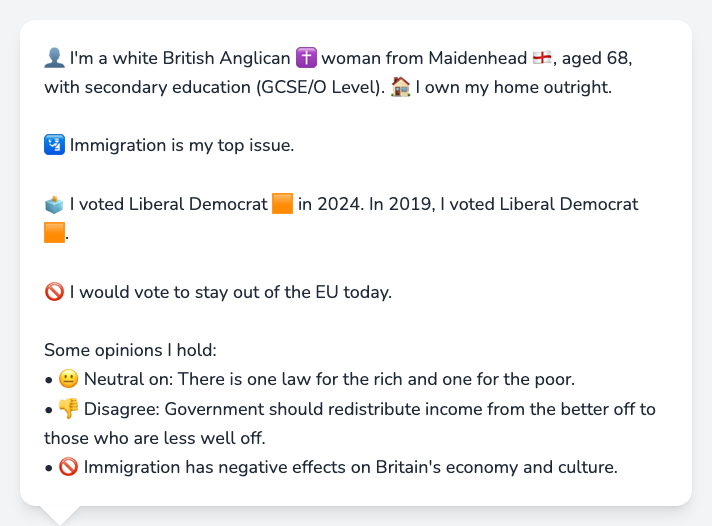 👤 I'm a white British Anglican ✝️ woman from Maidenhead 🏴󠁧󠁢󠁥󠁮󠁧󠁿, aged 68,
with secondary education (GCSE/O Level). 🏠 I own my home outright.
🛂 Immigration is my top issue.
🗳️ I voted Liberal Democrat 🟧 in 2024. In 2019, I voted Liberal Democrat
🟧.
🚫 I would vote to stay out of the EU today.
Some opinions I hold:
• 😐 Neutral on: There is one law for the rich and one for the poor.
• 👎 Disagree: Government should redistribute income from the better off to
those who are less well off.
• 🚫 Immigration has negative effects on Britain's economy and culture.